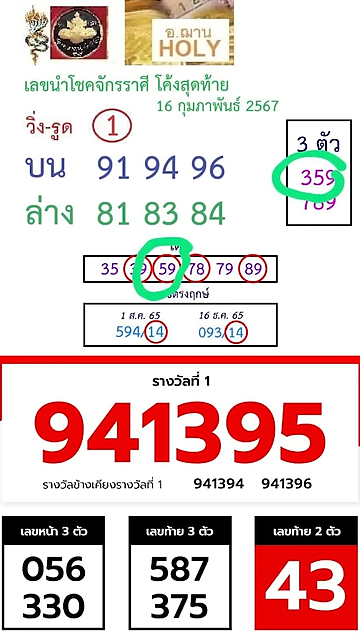 อ.ฌาน
HOLY
เลขนำโชคจักรราศี โค้งสุดท้าย
16 กุมภาพันธ์ 2567
วิ่ง-รูด 1
บน 91 94 96
ล่าง 81 83 84
3 ตัว
359
789
35 39 59 78 79 89
1 ส.ค. 65 16 ธ.ค. 65
594/14 093/14
รางวัลที่ 1
941395
รางวัลข้างเคียงรางวัลที่ 1 941394 941396
เลขหน้า 3 ตัว เลขท้าย 3 ตัว เลขท้าย 2 ตัว
056 587 43
330 375